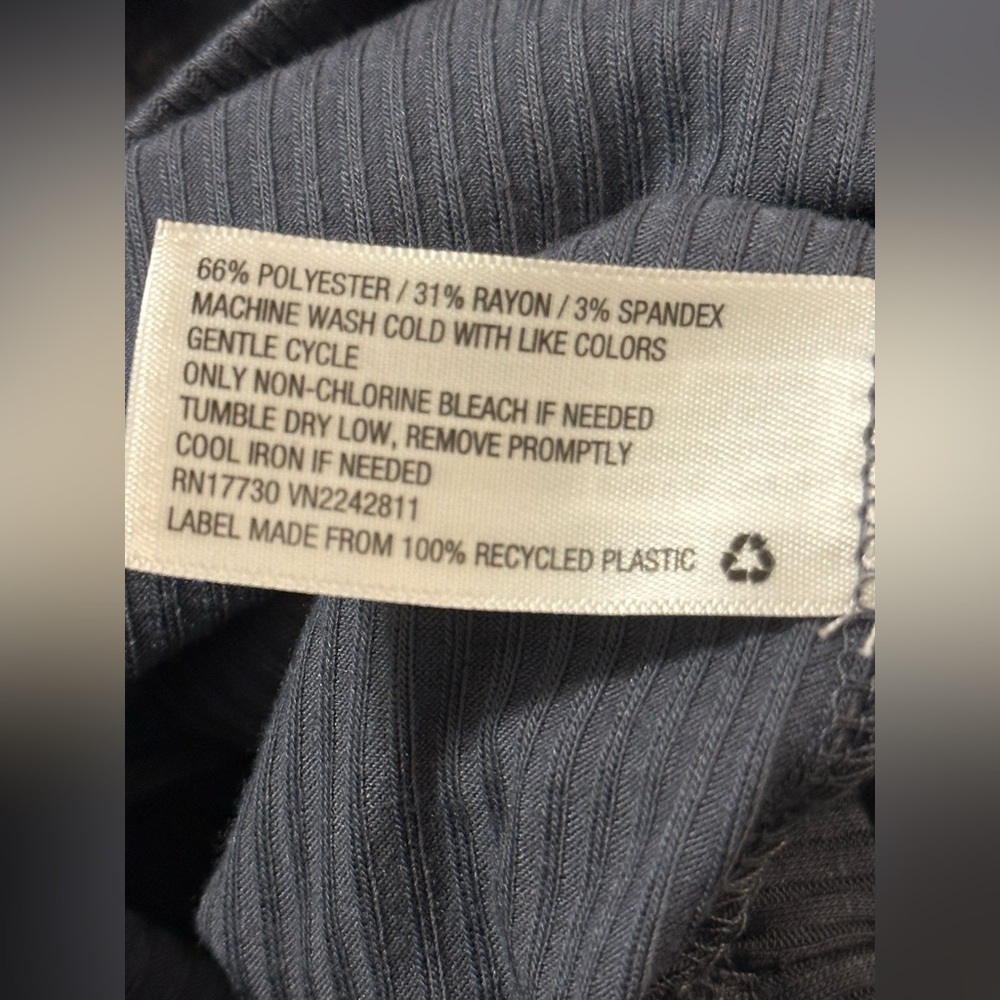 66% POLYESTER / 31% RAYON / 3% SPANDEX
MACHINE WASH COLD WITH LIKE COLORS
GENTLE CYCLE
ONLY NON-CHLORINE BLEACH IF NEEDED
TUMBLE DRY LOW, REMOVE PROMPTLY
COOL IRON IF NEEDED
RN17730 VN2242811
LABEL MADE FROM 100% RECYCLED PLASTIC